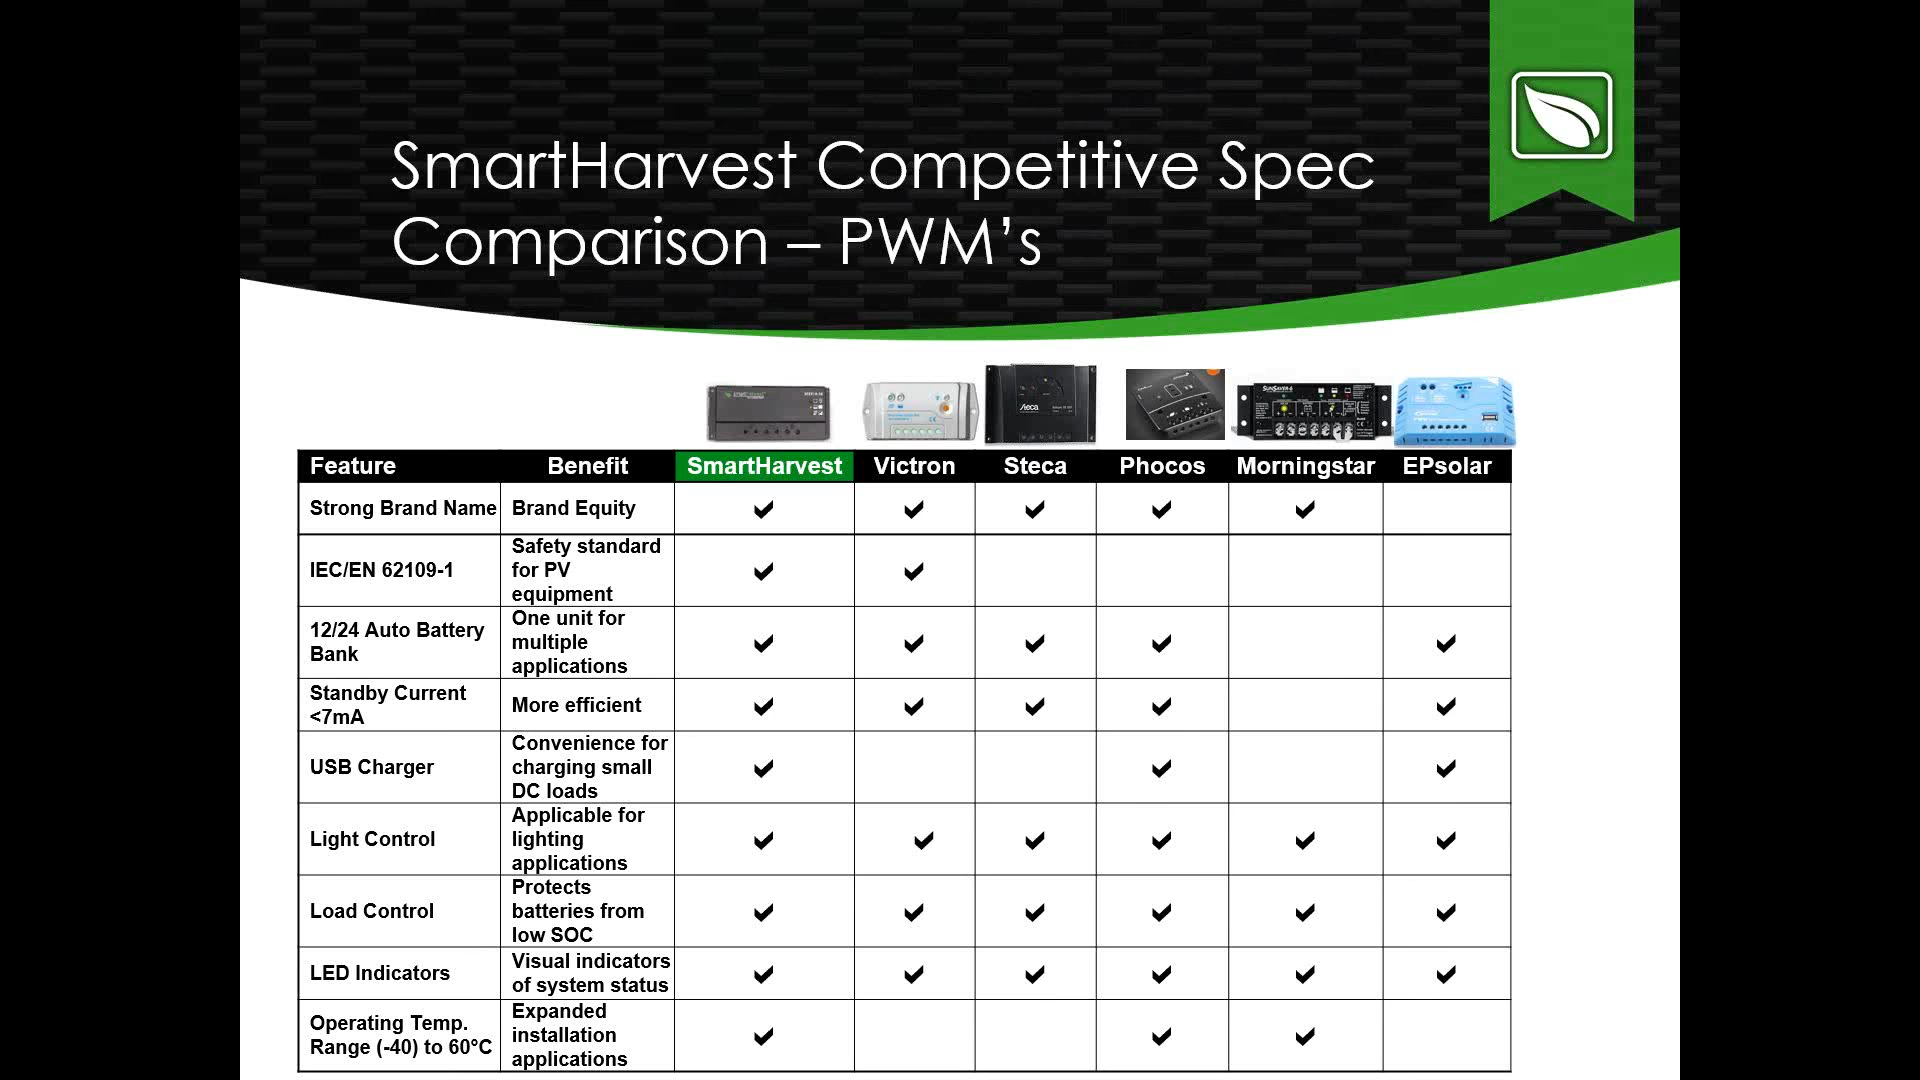 SmartHarvest Competitive Spec
Comparison – PWM's
Steca
SunSaver-6
Feature Benefit SmartHarvest Victron Steca Phocos Morningstar EPsolar
Strong Brand Name Brand Equity ✔ ✔ ✔ ✔ ✔
IEC/EN 62109-1 Safety standard
for PV
equipment ✔ ✔
12/24 Auto Battery
Bank One unit for
multiple
applications ✔ ✔ ✔ ✔ ✔
Standby Current
<7mA More efficient ✔ ✔ ✔ ✔ ✔
USB Charger Convenience for
charging small
DC loads ✔ ✔ ✔
Light Control Applicable for
lighting
applications ✔ ✔ ✔ ✔ ✔ ✔
Load Control Protects
batteries from
low SOC ✔ ✔ ✔ ✔ ✔ ✔
LED Indicators Visual indicators
of system status ✔ ✔ ✔ ✔ ✔ ✔
Operating Temp.
Range (-40) to 60°C Expanded
installation
applications ✔ ✔ ✔